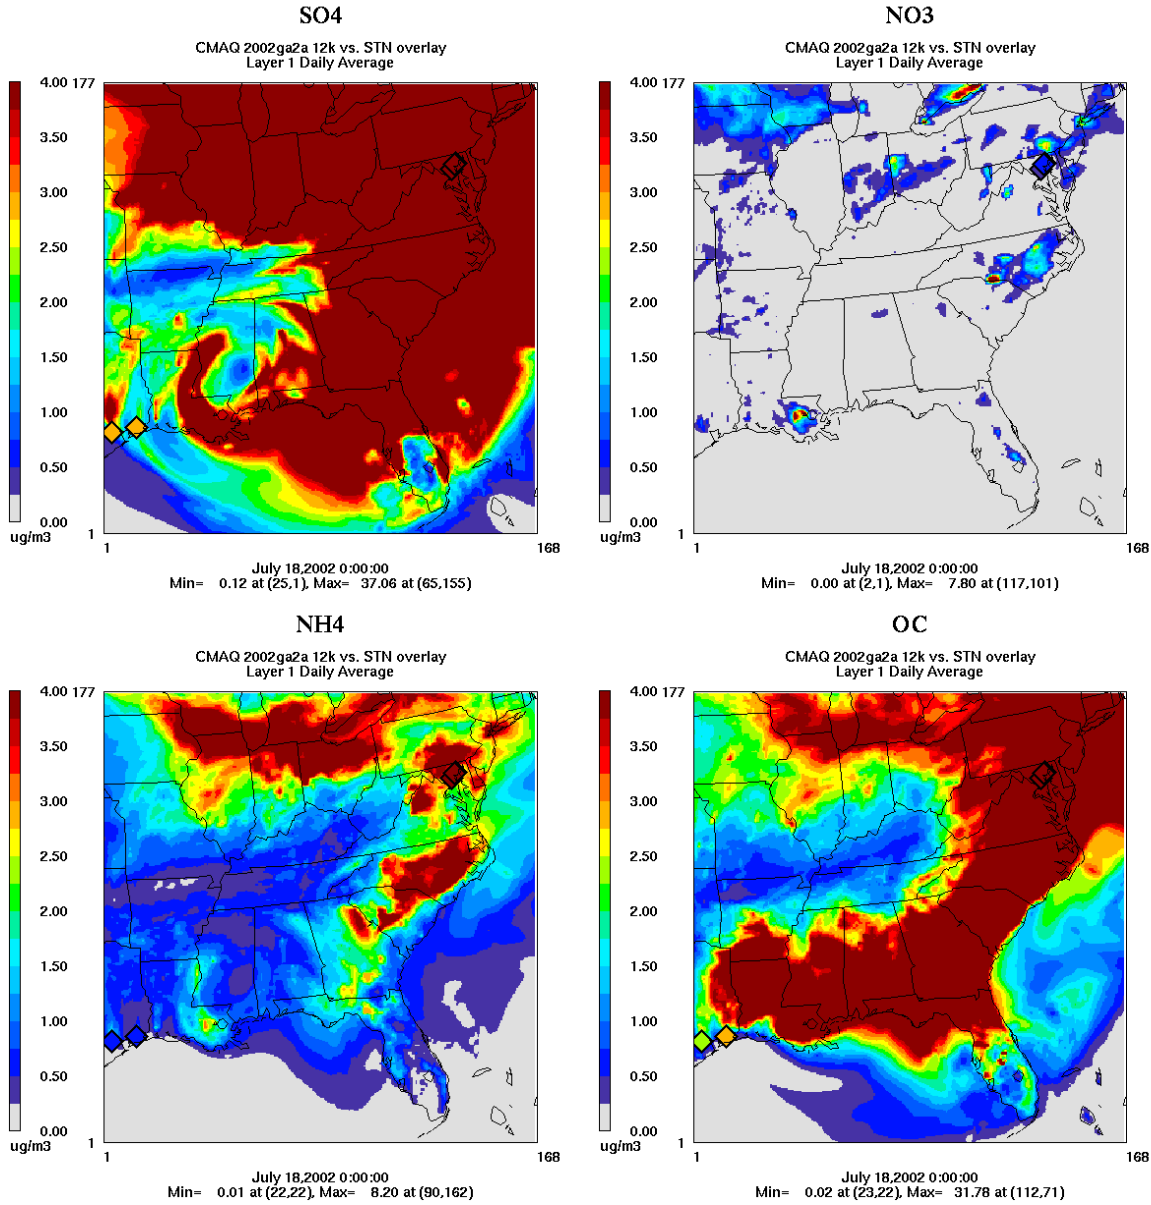 SO4
CMAQ 2002ga2a 12k vs. STN overlay
Layer 1 Daily Average
4.00
3.50
3.00
2.50
2.00
1.50
1.00
0.50
0.00
ug/m3
177
1
1
168
July 18,2002 0:00:00
Min= 0.12 at (25,1), Max= 37.06 at (65,155)
NO3
CMAQ 2002ga2a 12k vs. STN overlay
Layer 1 Daily Average
4.00
3.50
3.00
2.50
2.00
1.50
1.00
0.50
0.00
ug/m3
177
1
1
168
July 18,2002 0:00:00
Min= 0.00 at (2,1), Max= 7.80 at (117,101)
NH4
CMAQ 2002ga2a 12k vs. STN overlay
Layer 1 Daily Average
4.00
3.50
3.00
2.50
2.00
1.50
1.00
0.50
0.00
ug/m3
177
1
1
168
July 18,2002 0:00:00
Min= 0.01 at (22,22), Max= 8.20 at (90,162)
OC
CMAQ 2002ga2a 12k vs. STN overlay
Layer 1 Daily Average
4.00
3.50
3.00
2.50
2.00
1.50
1.00
0.50
0.00
ug/m3
177
1
1
168
July 18,2002 0:00:00
Min= 0.02 at (23,22), Max= 31.78 at (112,71)